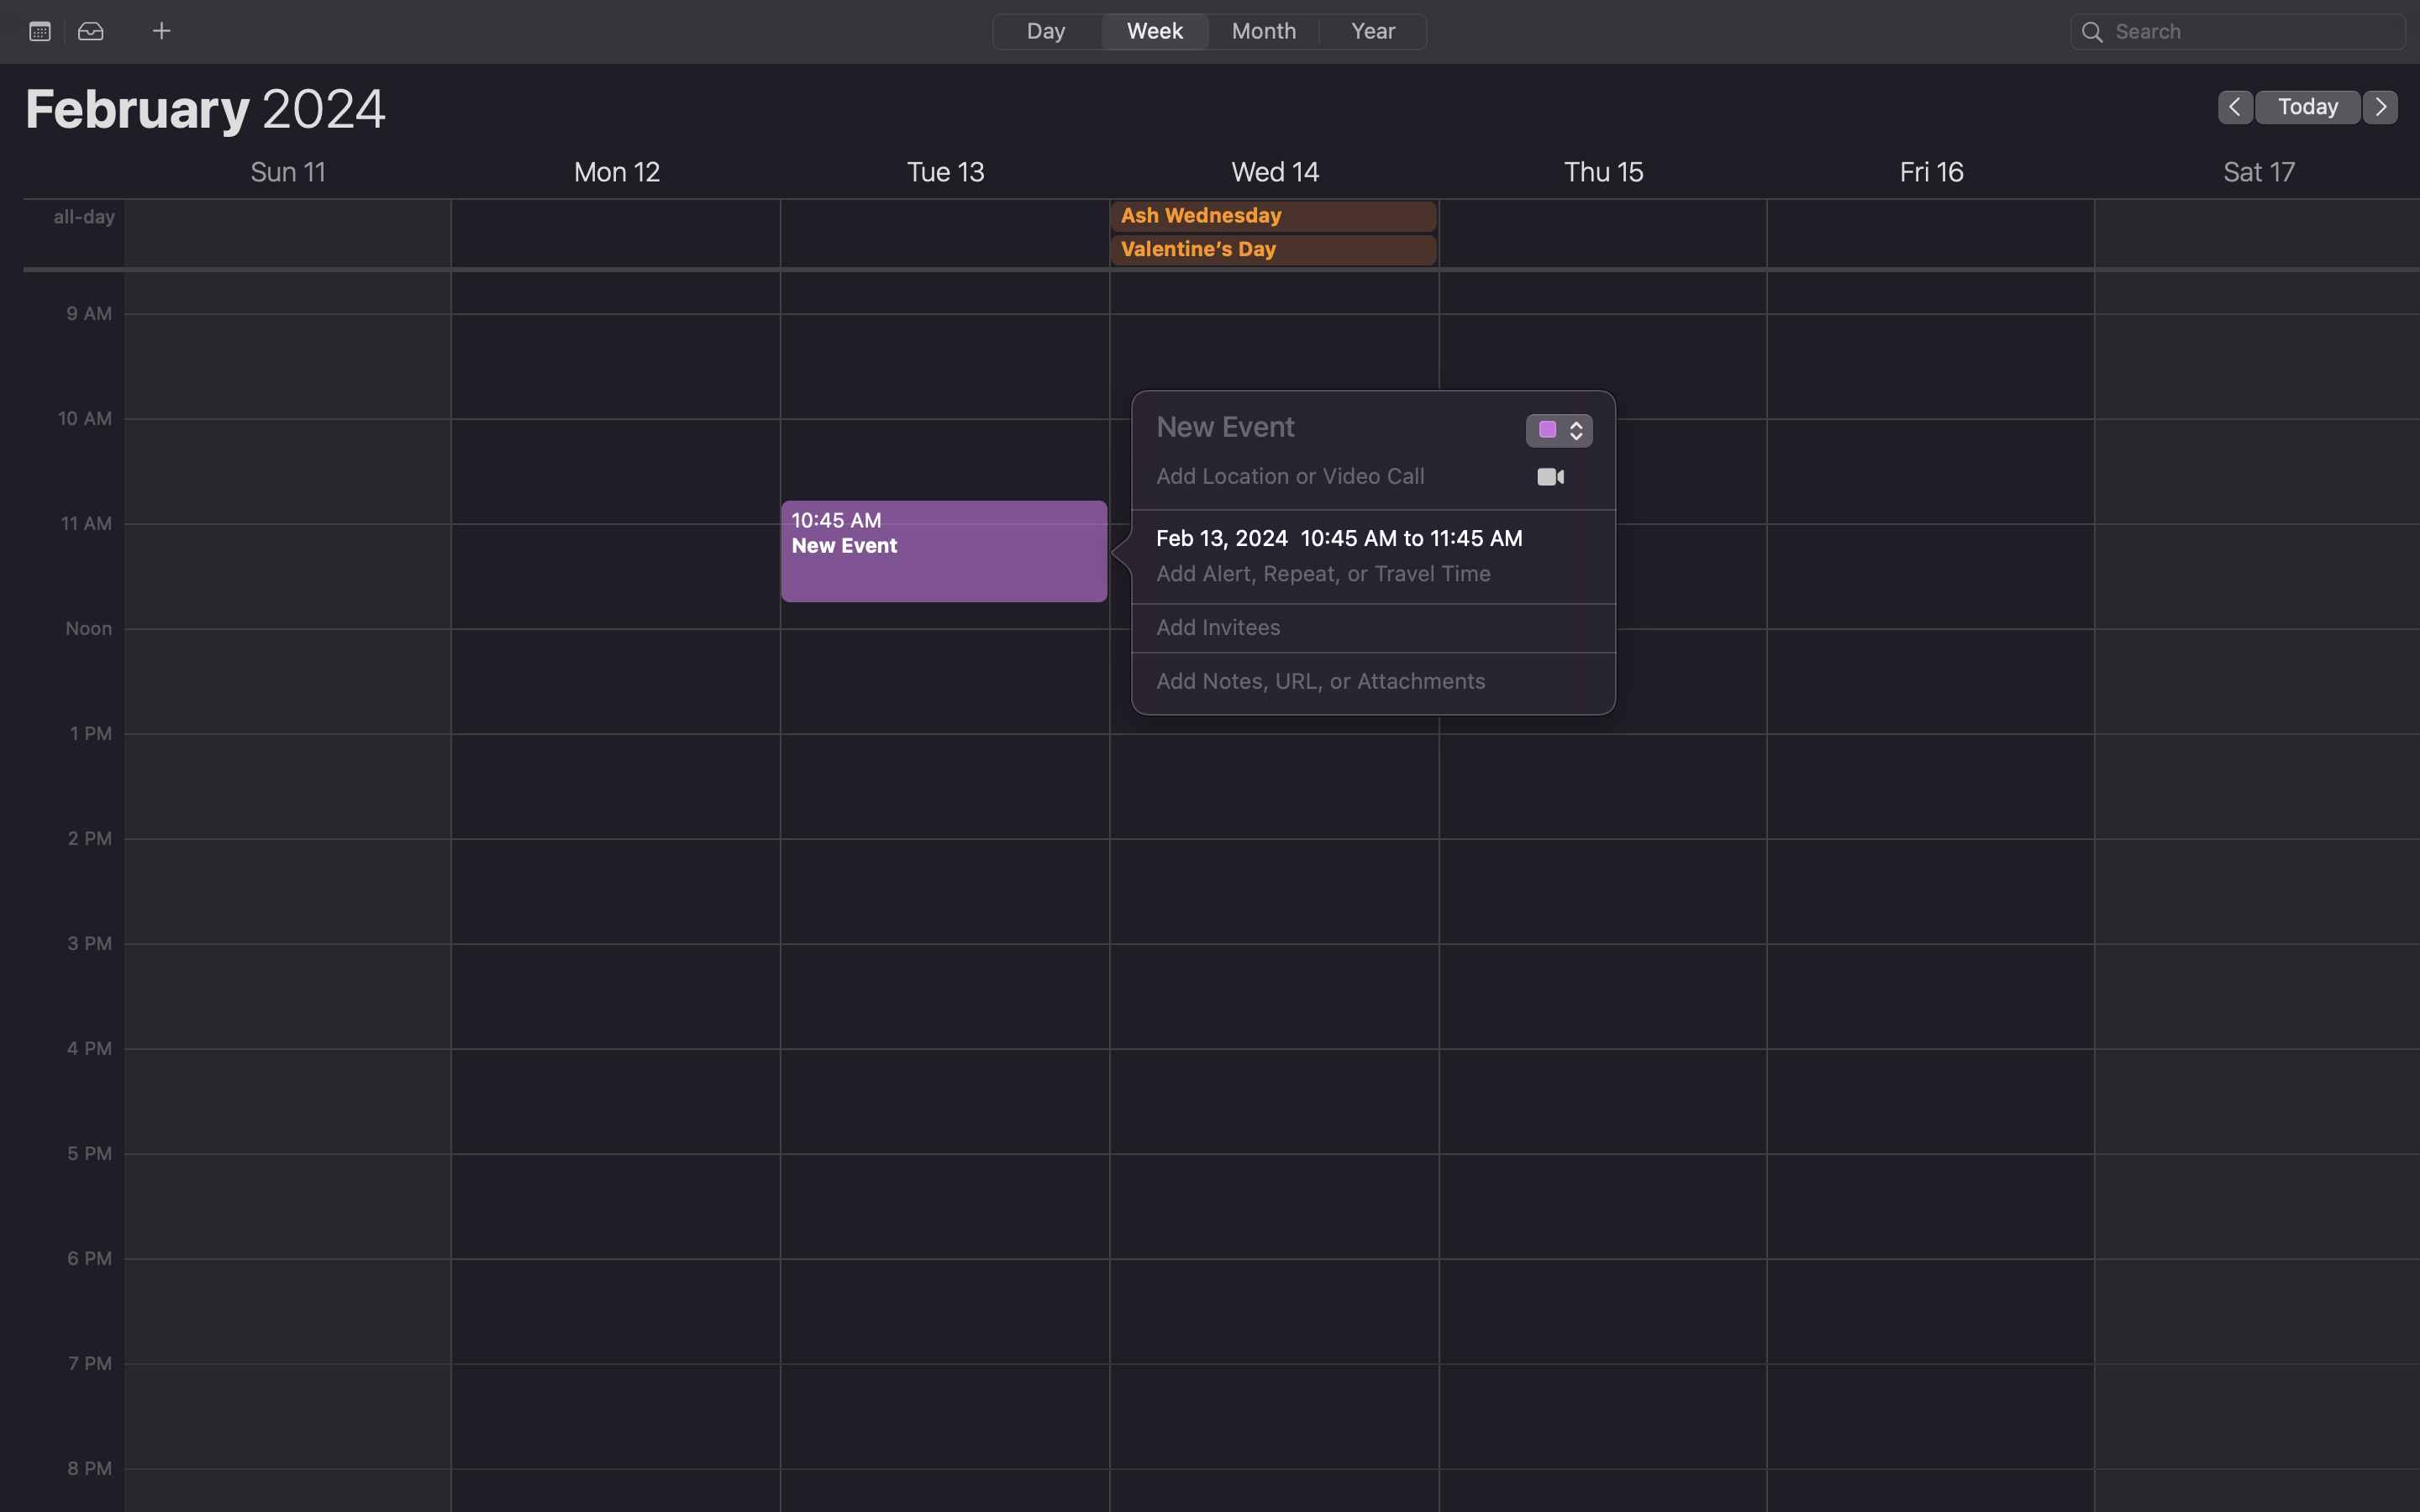 Day Week Month Year
Search
February 2024
Today
Sun 11 Mon 12 Tue 13 Wed 14 Thu 15 Fri 16 Sat 17
all-day
Ash Wednesday
Valentine’s Day
9 AM
10 AM
11 AM
Noon
1 PM
2 PM
3 PM
4 PM
5 PM
6 PM
7 PM
8 PM
10:45 AM
New Event
New Event
Add Location or Video Call
Feb 13, 2024 10:45 AM to 11:45 AM
Add Alert, Repeat, or Travel Time
Add Invitees
Add Notes, URL, or Attachments